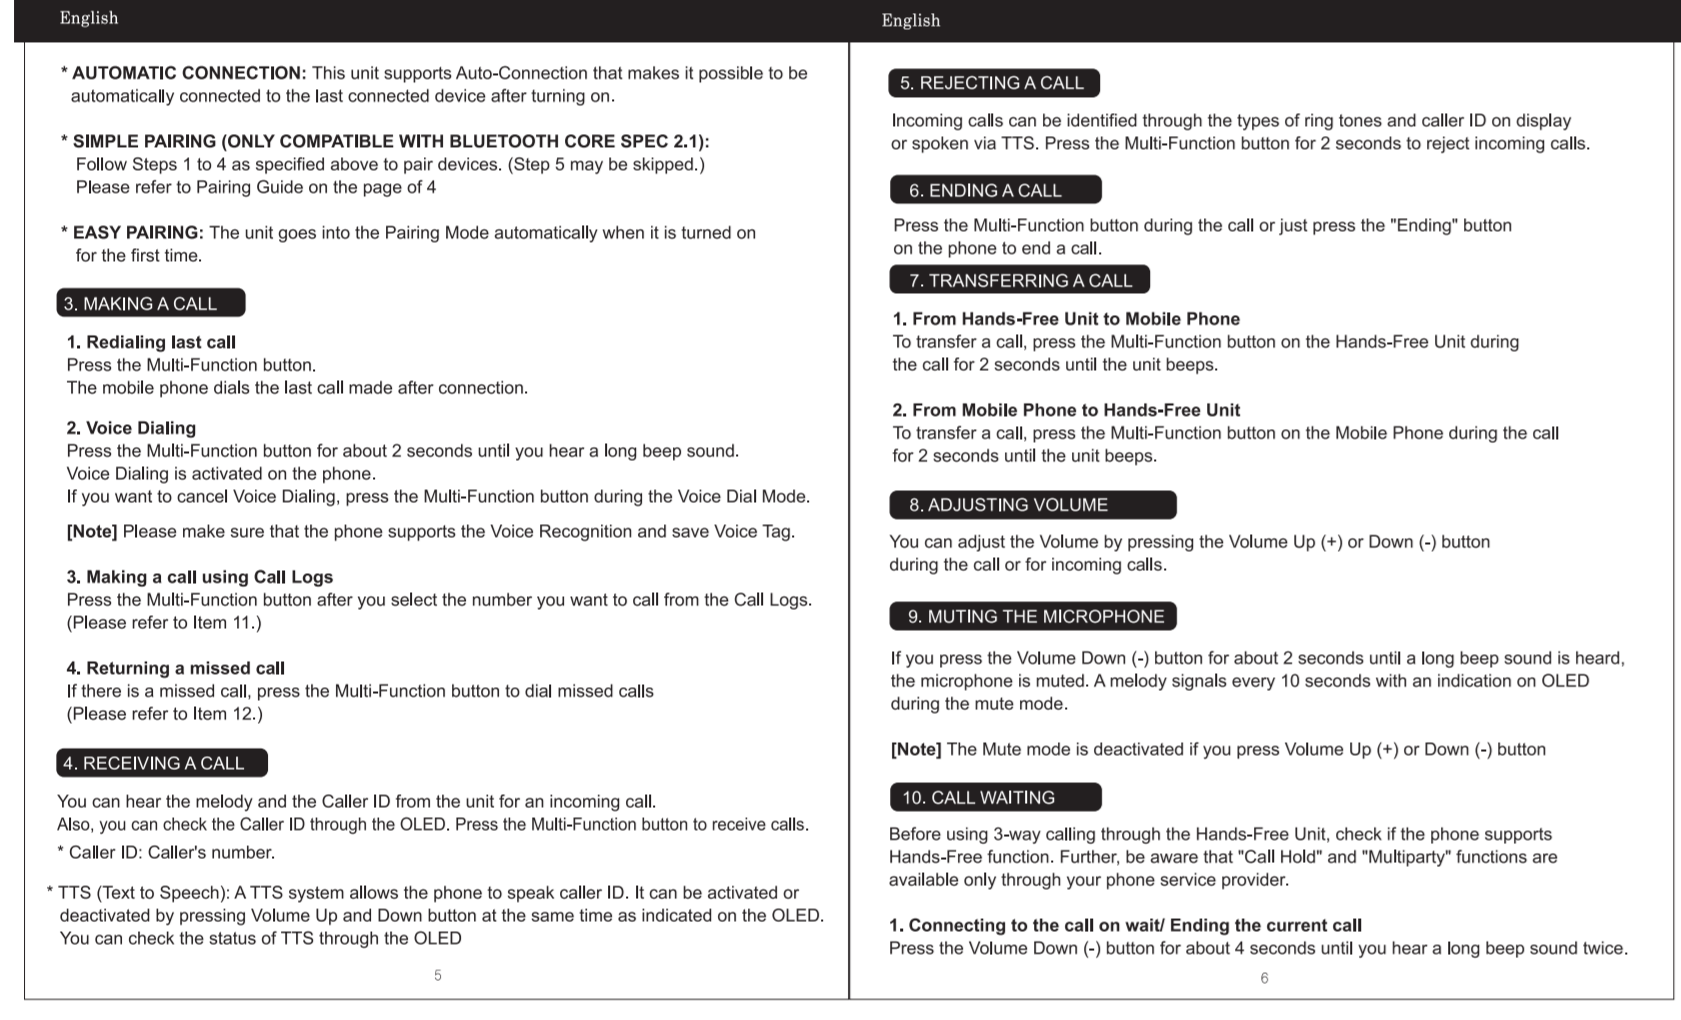 English
* AUTOMATIC CONNECTION: This unit supports Auto-Connection that makes it possible to be
automatically connected to the last connected device after turning on.
* SIMPLE PAIRING (ONLY COMPATIBLE WITH BLUETOOTH CORE SPEC 2.1):
Follow Steps 1 to 4 as specified above to pair devices. (Step 5 may be skipped.)
Please refer to Pairing Guide on the page of 4
* EASY PAIRING: The unit goes into the Pairing Mode automatically when it is turned on
for the first time.
3. MAKING A CALL
1. Redialing last call
Press the Multi-Function button.
The mobile phone dials the last call made after connection.
2. Voice Dialing
Press the Multi-Function button for about 2 seconds until you hear a long beep sound.
Voice Dialing is activated on the phone.
If you want to cancel Voice Dialing, press the Multi-Function button during the Voice Dial Mode.
[Note] Please make sure that the phone supports the Voice Recognition and save Voice Tag.
3. Making a call using Call Logs
Press the Multi-Function button after you select the number you want to call from the Call Logs.
(Please refer to Item 11.)
4. Returning a missed call
If there is a missed call, press the Multi-Function button to dial missed calls
(Please refer to Item 12.)
4. RECEIVING A CALL
You can hear the melody and the Caller ID from the unit for an incoming call.
Also, you can check the Caller ID through the OLED. Press the Multi-Function button to receive calls.
* Caller ID: Caller's number.
* TTS (Text to Speech): A TTS system allows the phone to speak caller ID. It can be activated or
deactivated by pressing Volume Up and Down button at the same time as indicated on the OLED.
You can check the status of TTS through the OLED
5
English
5. REJECTING A CALL
Incoming calls can be identified through the types of ring tones and caller ID on display
or spoken via TTS. Press the Multi-Function button for 2 seconds to reject incoming calls.
6. ENDING A CALL
Press the Multi-Function button during the call or just press the "Ending" button
on the phone to end a call.
7. TRANSFERRING A CALL
1. From Hands-Free Unit to Mobile Phone
To transfer a call, press the Multi-Function button on the Hands-Free Unit during
the call for 2 seconds until the unit beeps.
2. From Mobile Phone to Hands-Free Unit
To transfer a call, press the Multi-Function button on the Mobile Phone during the call
for 2 seconds until the unit beeps.
8. ADJUSTING VOLUME
You can adjust the Volume by pressing the Volume Up (+) or Down (-) button
during the call or for incoming calls.
9. MUTING THE MICROPHONE
If you press the Volume Down (-) button for about 2 seconds until a long beep sound is heard,
the microphone is muted. A melody signals every 10 seconds with an indication on OLED
during the mute mode.
[Note] The Mute mode is deactivated if you press Volume Up (+) or Down (-) button
10. CALL WAITING
Before using 3-way calling through the Hands-Free Unit, check if the phone supports
Hands-Free function. Further, be aware that "Call Hold" and "Multiparty" functions are
available only through your phone service provider.
1. Connecting to the call on wait/ Ending the current call
Press the Volume Down (-) button for about 4 seconds until you hear a long beep sound twice.
6